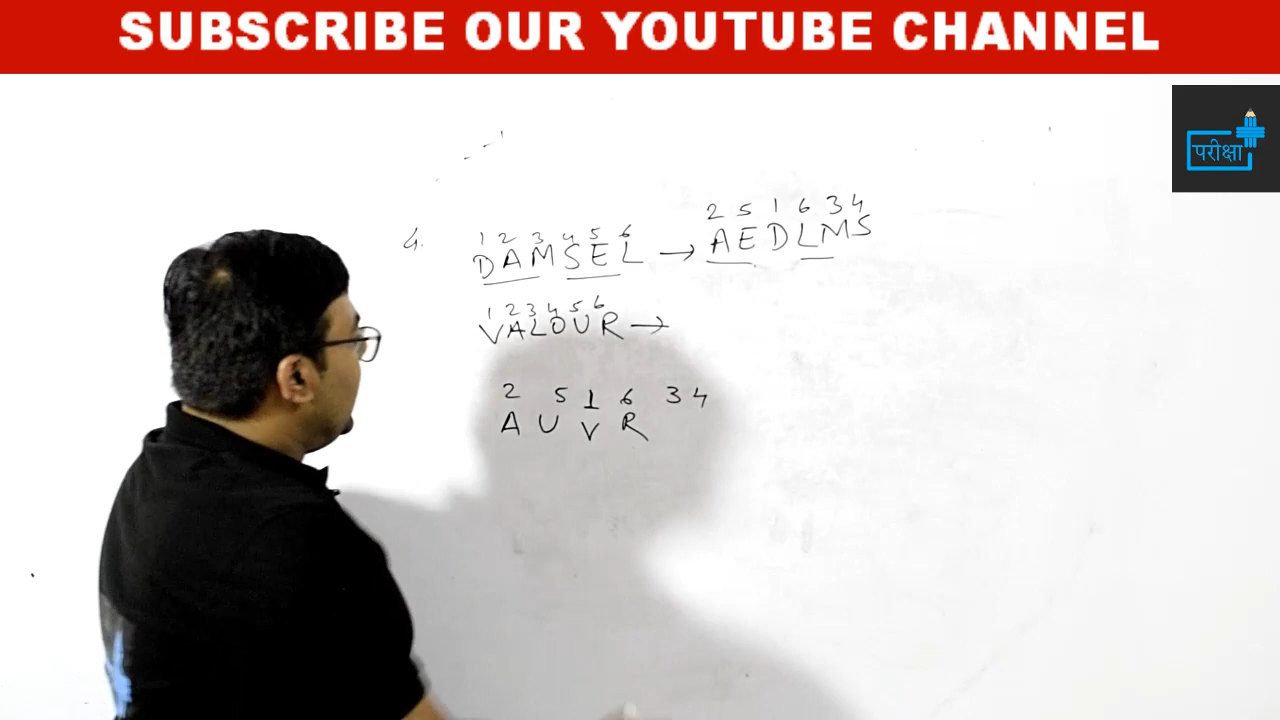 SUBSCRIBE OUR YOUTUBE CHANNEL
परीक्षा
2 5 1 6 3 4
1 2 3 4 5 6
4. DAMSEL → AEDLMS
1 2 3 4 5 6
VALOUR →
2 5 1 6 3 4
A U V R